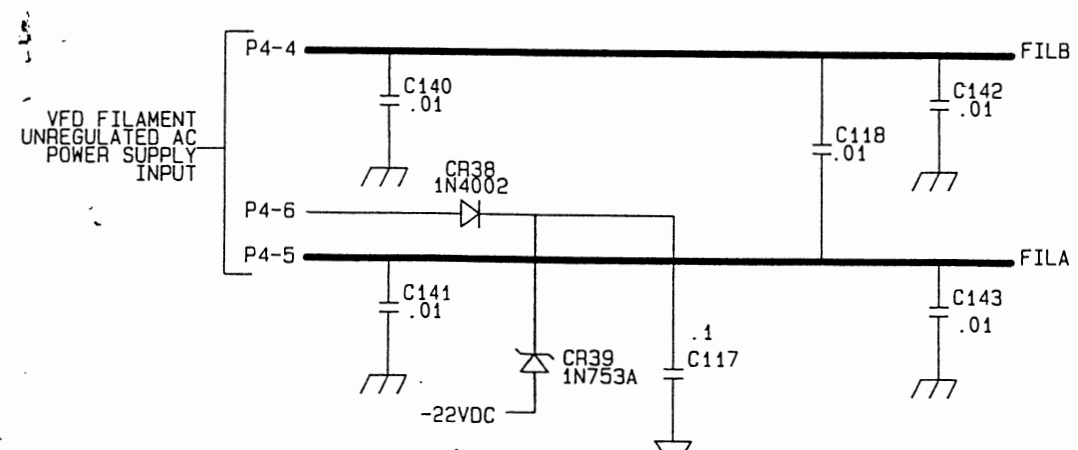 P4-4
FILB
C140
.01
C142
.01
VFD FILAMENT
UNREGULATED AC
POWER SUPPLY
INPUT
C118
.01
CR38
1N4002
P4-6
P4-5
FILA
C141
.01
C143
.01
.1
C117
CR39
1N753A
-22VDC